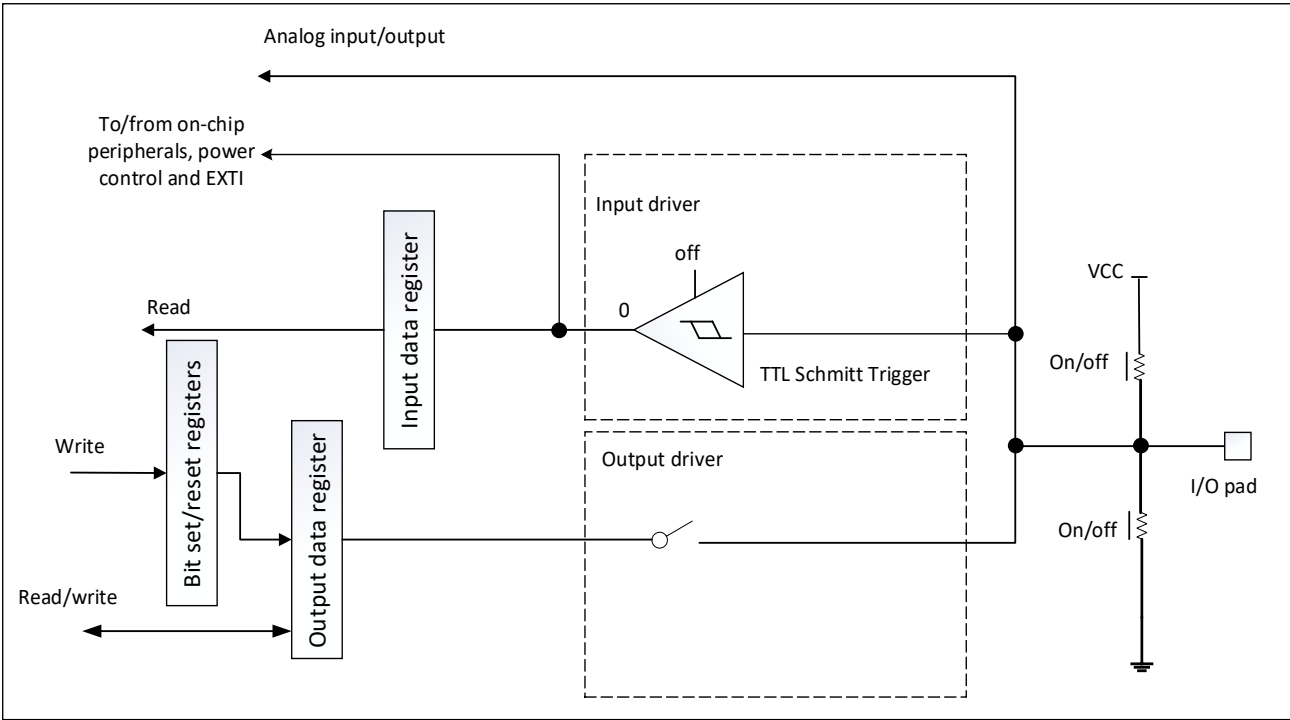 Analog input/output
To/from on-chip
peripherals, power
control and EXTI
Input driver
off
VCC
0
Read
Input data register
On/off
TTL Schmitt Trigger
Bit set/reset registers
Write
Output data register
Output driver
I/O pad
On/off
Read/write